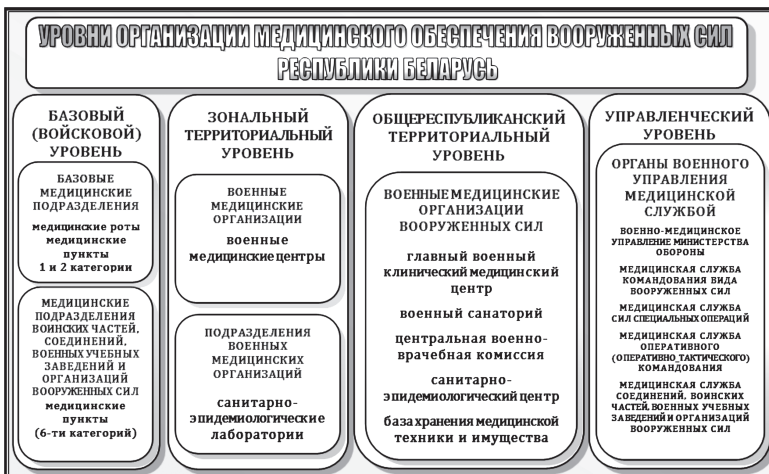 УРОВНИ ОРГАНИЗАЦИИ МЕДИЦИНСКОГО ОБЕСПЕЧЕНИЯ ВООРУЖЕННЫХ СИЛ
РЕСПУБЛИКИ БЕЛАРУСЬ
БАЗОВЫЙ
(ВОЙСКОВОЙ)
УРОВЕНЬ
БАЗОВЫЕ
МЕДИЦИНСКИЕ
ПОДРАЗДЕЛЕНИЯ
медицинские роты
медицинские
пункты
1 и 2 категории
МЕДИЦИНСКИЕ
ПОДРАЗДЕЛЕНИЯ
ВОИНСКИХ ЧАСТЕЙ,
СОЕДИНЕНИЙ,
ВОЕННЫХ УЧЕБНЫХ
ЗАВЕДЕНИЙ И
ОРГАНИЗАЦИЙ
ВООРУЖЕННЫХ СИЛ
медицинские
пункты
(6-ти категорий)
ЗОНАЛЬНЫЙ
ТЕРРИТОРИАЛЬНЫЙ
УРОВЕНЬ
ВОЕННЫЕ
МЕДИЦИНСКИЕ
ОРГАНИЗАЦИИ
военные
медицинские центры
ПОДРАЗДЕЛЕНИЯ
ВОЕННЫХ
МЕДИЦИНСКИХ
ОРГАНИЗАЦИЙ
санитарно-
эпидемиологические
лаборатории
ОБЩЕРЕСПУБЛИКАНСКИЙ
ТЕРРИТОРИАЛЬНЫЙ
УРОВЕНЬ
ВОЕННЫЕ МЕДИЦИНСКИЕ
ОРГАНИЗАЦИИ
ВООРУЖЕННЫХ СИЛ
главный военный
клинический медицинский
центр
военный санаторий
центральная военно-
врачебная комиссия
санитарно-
эпидемиологический центр
база хранения медицинской
техники и имущества
УПРАВЛЕНЧЕСКИЙ
УРОВЕНЬ
ОРГАНЫ ВОЕННОГО
УПРАВЛЕНИЯ
МЕДИЦИНСКОЙ
СЛУЖБОЙ
ВОЕННО-МЕДИЦИНСКОЕ
УПРАВЛЕНИЕ МИНИСТЕРСТВА
ОБОРОНЫ
МЕДИЦИНСКАЯ СЛУЖБА
КОМАНДОВАНИЯ ВИДА
ВООРУЖЕННЫХ СИЛ
МЕДИЦИНСКАЯ СЛУЖБА
СИЛ СПЕЦИАЛЬНЫХ ОПЕРАЦИЙ
МЕДИЦИНСКАЯ СЛУЖБА
ОПЕРАТИВНОГО
(ОПЕРАТИВНО_ТАКТИЧЕСКОГО)
КОМАНДОВАНИЯ
МЕДИЦИНСКАЯ СЛУЖБА
СОЕДИНЕНИЙ, ВОИНСКИХ
ЧАСТЕЙ, ВОЕННЫХ УЧЕБНЫХ
ЗАВЕДЕНИЙ И ОРГАНИЗАЦИЙ
ВООРУЖЕННЫХ СИЛ